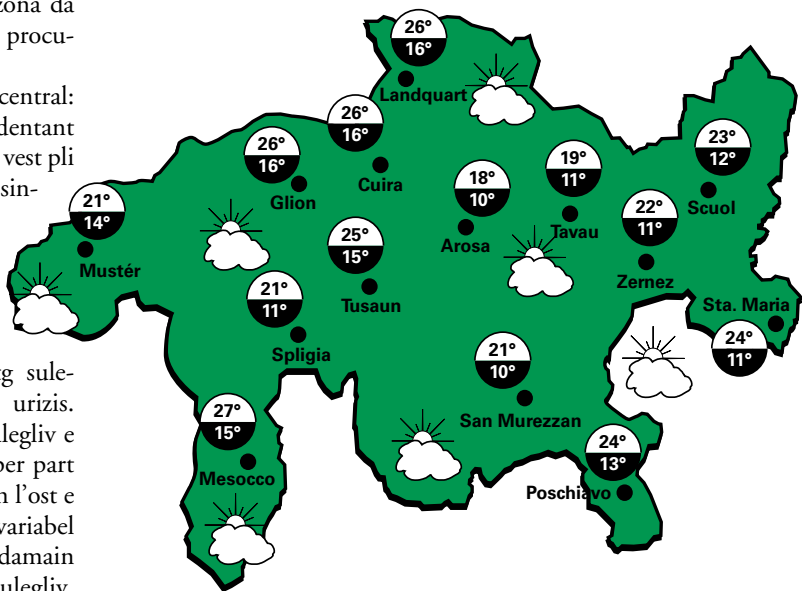 zona da
procu-
central:
dentant
vest pli
sin-
g sule-
urizis.
ulegliv e
per part
n l'ost e
variabel
damain
ulegliv.
26°
16°
Landquart
26°
16°
Cuira
26°
16°
Glion
21°
14°
Mustér
18°
10°
Arosa
19°
11°
Tavau
23°
12°
Scuol
22°
11°
Zernez
25°
15°
Tusaun
21°
11°
Spligia
Sta. Maria
24°
11°
21°
10°
San Murezzan
27°
15°
Mesocco
24°
13°
Poschiavo